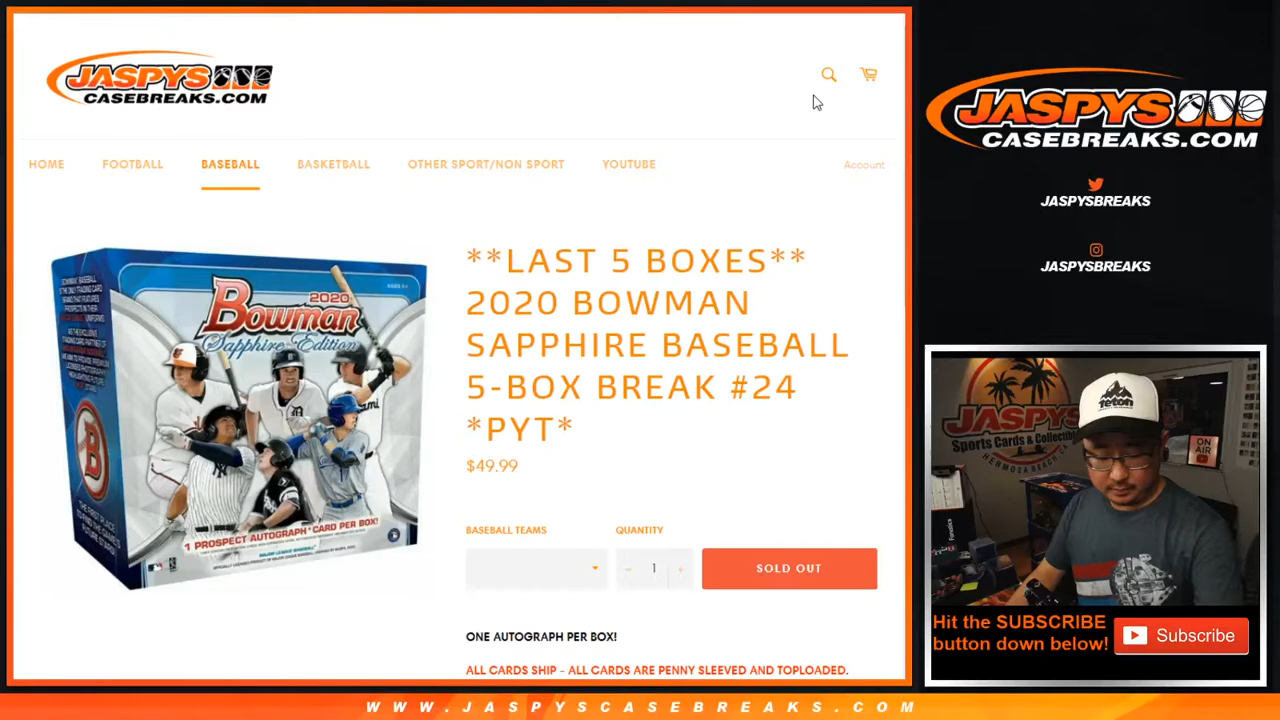 JASPYS
CASEBREAKS.COM
HOME
FOOTBALL
BASEBALL
BASKETBALL
OTHER SPORT/NON SPORT
YOUTUBE
Account
2020
Bowman
Sapphire Edition
1 PROSPECT AUTOGRAPH CARD PER BOX!
**LAST 5 BOXES**
2020 BOWMAN
SAPPHIRE BASEBALL
5-BOX BREAK #24
*PYT*
$49.99
BASEBALL TEAMS
QUANTITY
− 1 +
SOLD OUT
ONE AUTOGRAPH PER BOX!
ALL CARDS SHIP - ALL CARDS ARE PENNY SLEEVED AND TOPLOADED.
JASPYS
CASEBREAKS.COM
JASPYSBREAKS
JASPYSBREAKS
JASPYS
Sports Cards & Collectibles
HERMOSA BEACH
Teton
ON
AIR
Fanatics
Hit the SUBSCRIBE
button down below!
Subscribe
WWW.JASPYSCASEBREAKS.COM